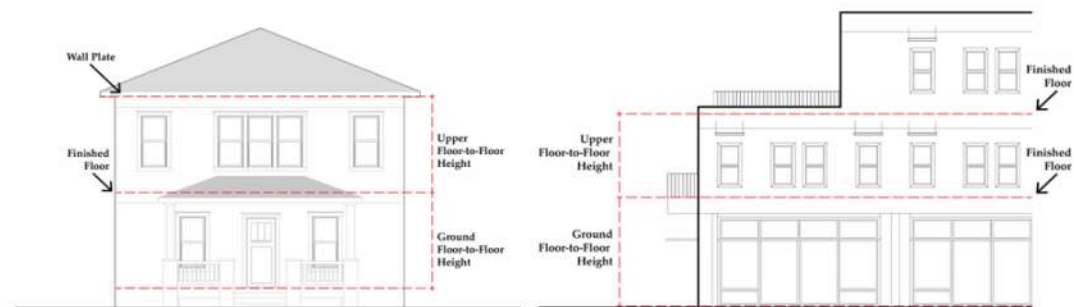 Wall Plate
Finished
Floor
Upper
Floor-to-Floor
Height
Ground
Floor-to-Floor
Height
Upper
Floor-to-Floor
Height
Ground
Floor-to-Floor
Height
Finished
Floor
Finished
Floor